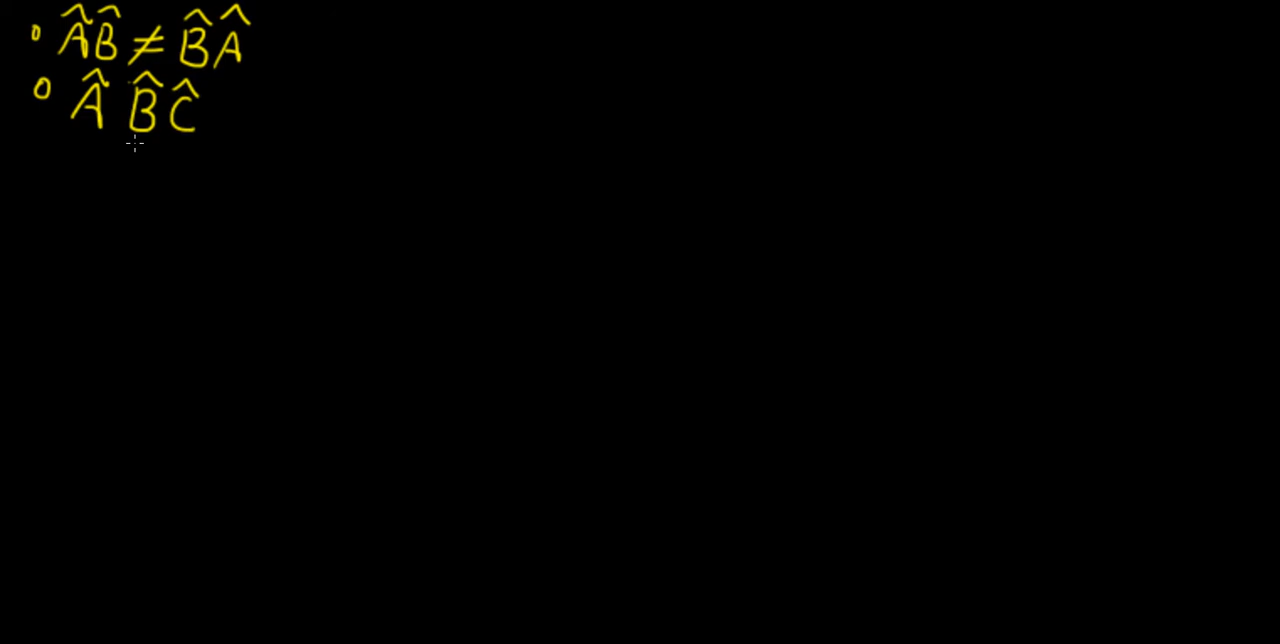 ∘ ÂB̂ ≠ B̂Â
∘ Â B̂ Ĉ